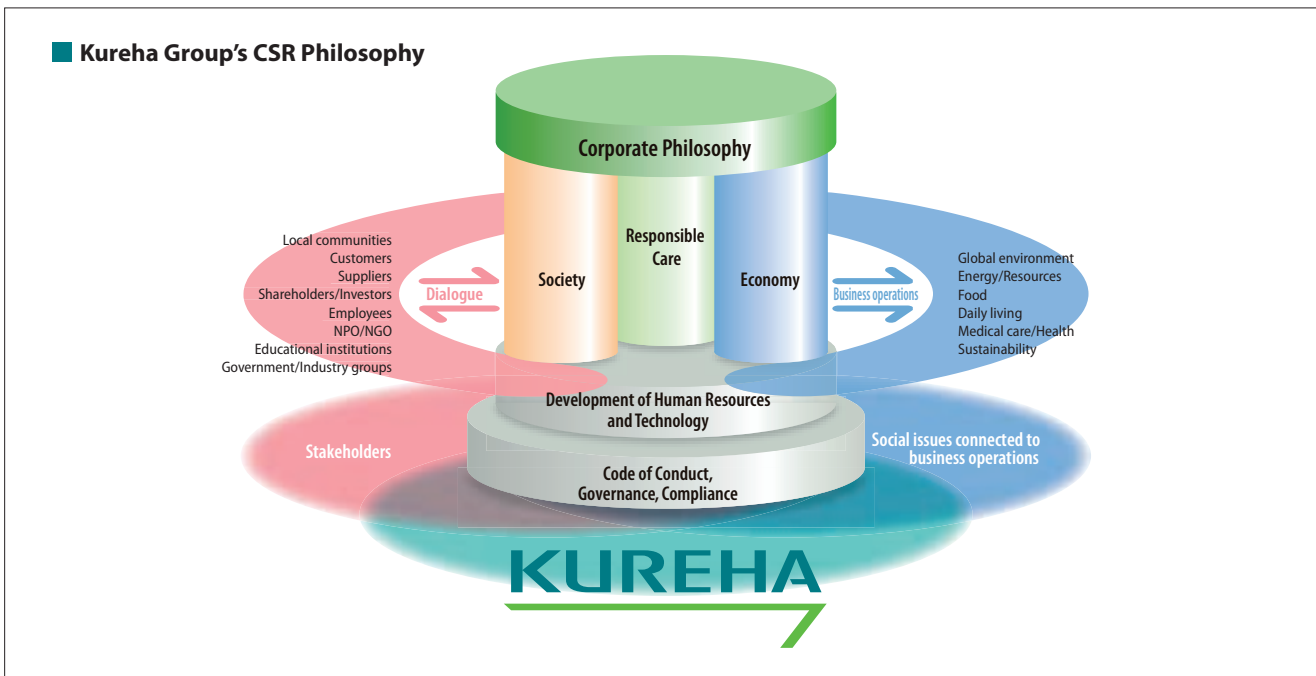 Kureha Group's CSR Philosophy
Corporate Philosophy
Local communities
Customers
Suppliers
Shareholders/Investors
Employees
NPO/NGO
Educational institutions
Government/Industry groups
Dialogue
Society
Responsible
Care
Economy
Business operations
Global environment
Energy/Resources
Food
Daily living
Medical care/Health
Sustainability
Development of Human Resources
and Technology
Stakeholders
Social issues connected to
business operations
Code of Conduct,
Governance, Compliance
KUREHA